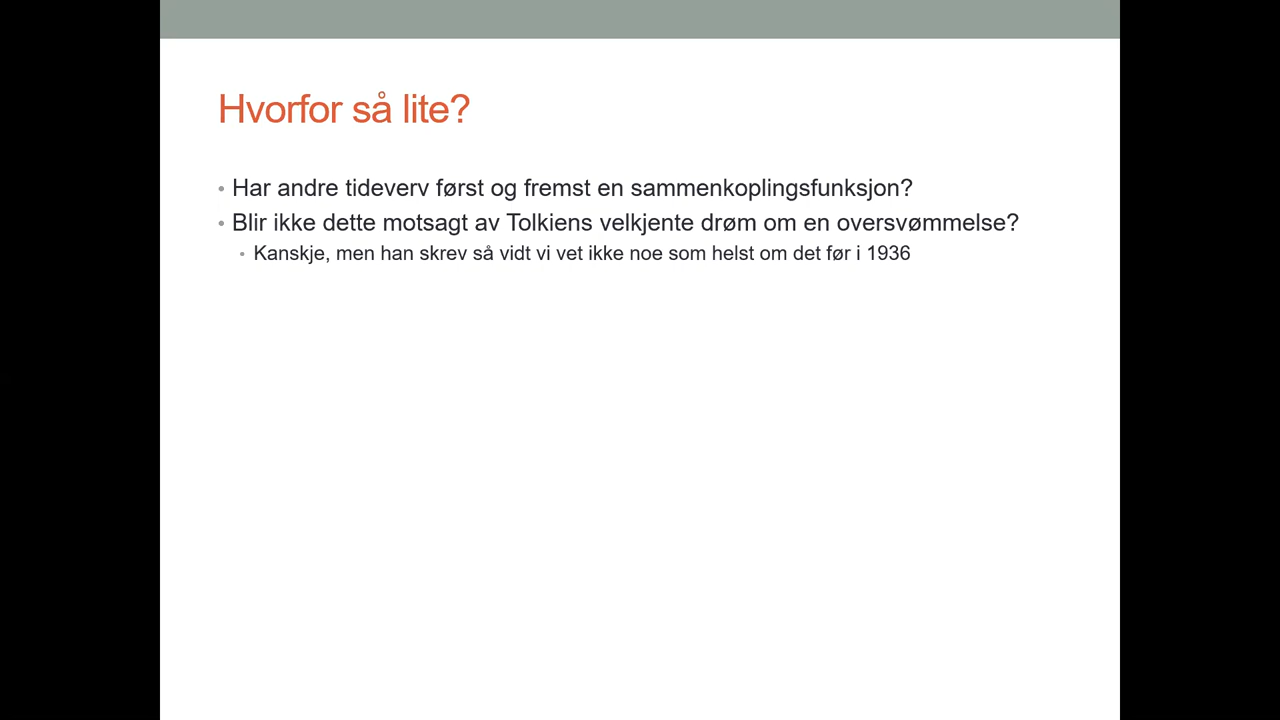 Hvorfor så lite?
• Har andre tideverv først og fremst en sammenkoplingsfunksjon?
• Blir ikke dette motsagt av Tolkiens velkjente drøm om en oversvømmelse?
• Kanskje, men han skrev så vidt vi vet ikke noe som helst om det før i 1936